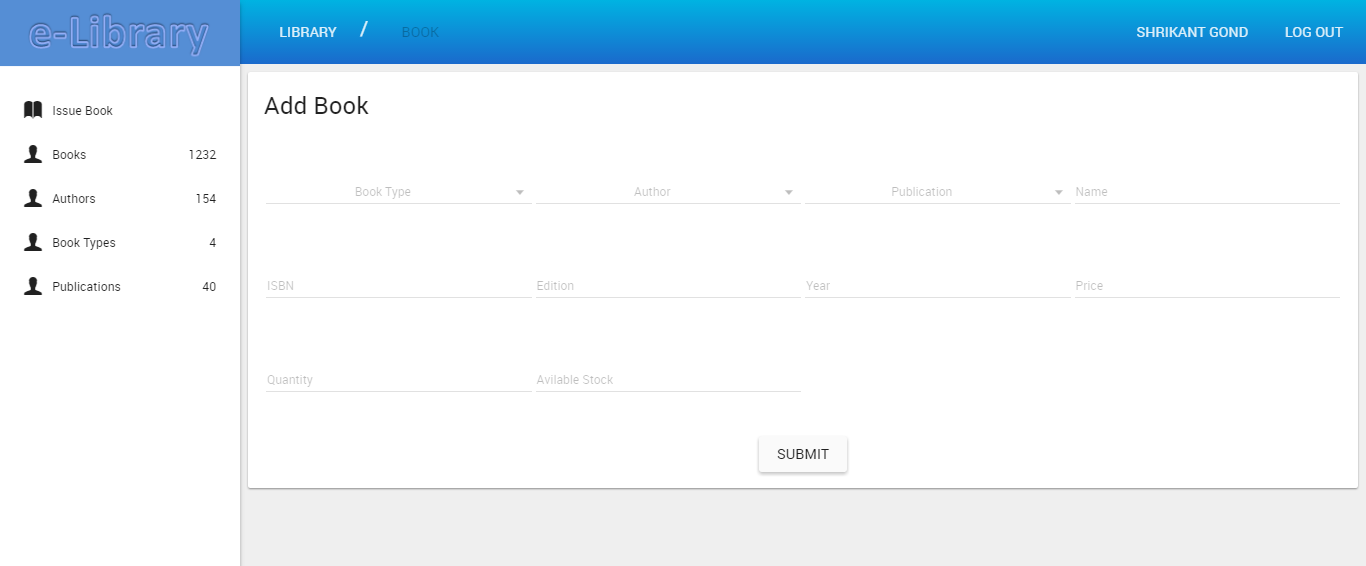 e-Library
LIBRARY / BOOK SHRIKANT GOND LOG OUT
Issue Book
Books 1232
Authors 154
Book Types 4
Publications 40
Add Book
Book Type Author Publication Name
ISBN Edition Year Price
Quantity Avilable Stock
SUBMIT